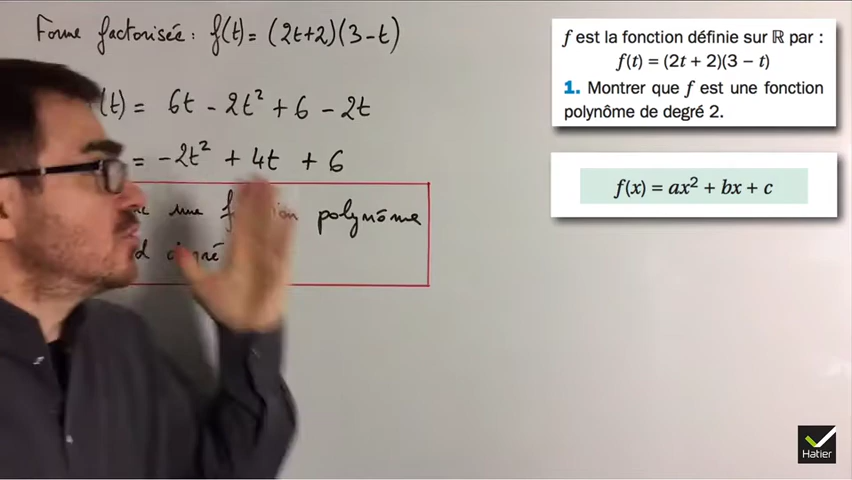 Forme factorisée : f(t) = (2t+2)(3-t)
(t) = 6t - 2t² + 6 - 2t
= -2t² + 4t + 6
une polynôme
f est la fonction définie sur ℝ par :
f(t) = (2t + 2)(3 − t)
1. Montrer que f est une fonction
polynôme de degré 2.
f(x) = ax² + bx + c
Hatier